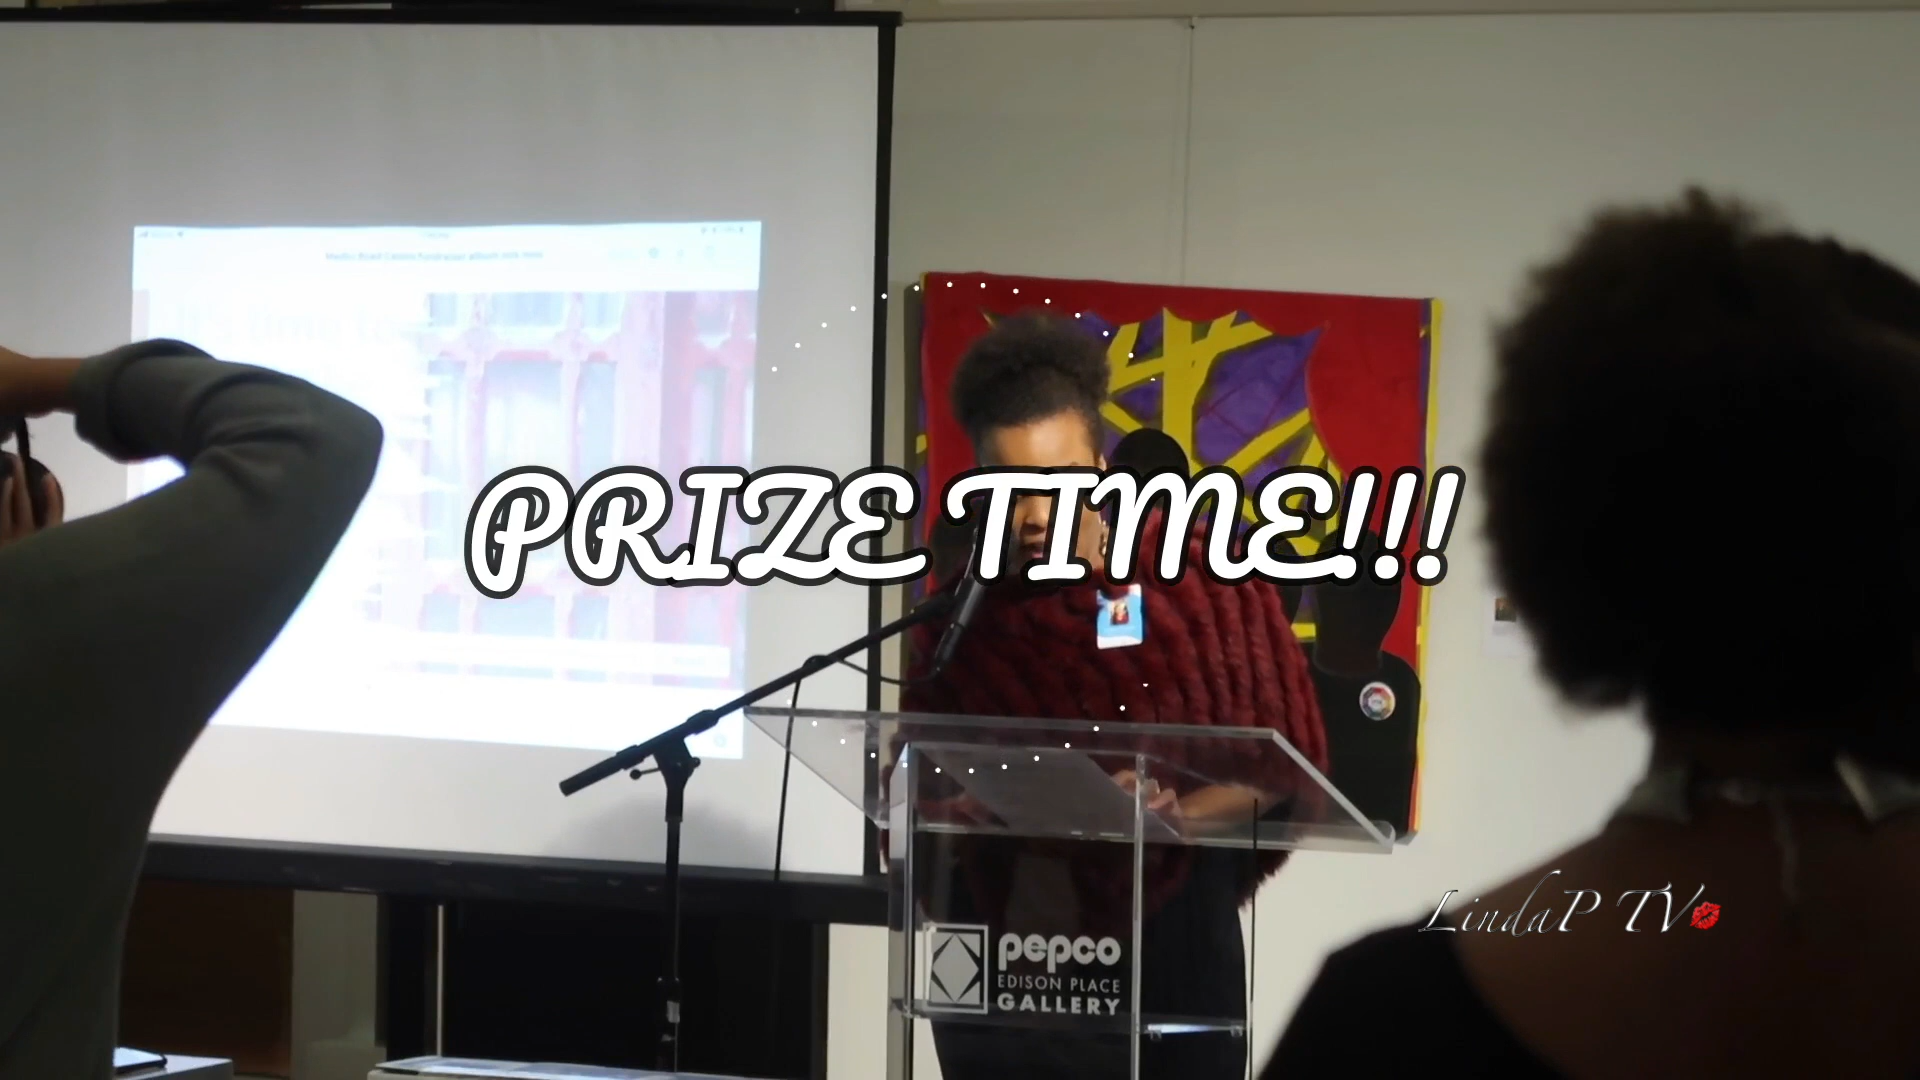 PRIZE TIME!!!
LindaP TV
pepco
EDISON PLACE
GALLERY